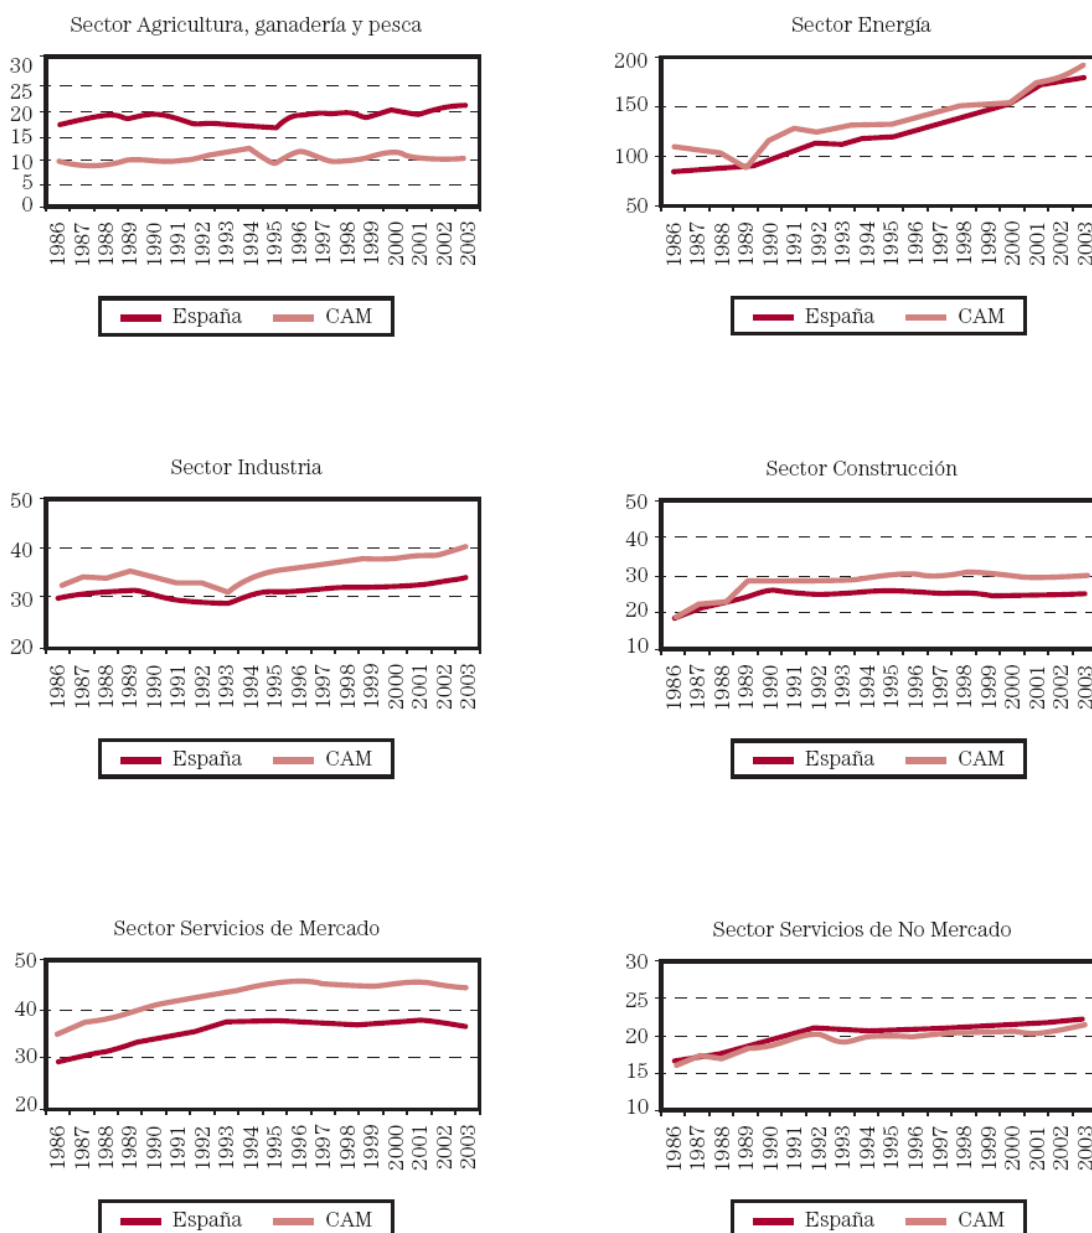 Sector Agricultura, ganadería y pesca
30
25
20
15
10
5
0
1986 1987 1988 1989 1990 1991 1992 1993 1994 1995 1996 1997 1998 1999 2000 2001 2002 2003
España CAM
Sector Energía
200
150
100
50
1986 1987 1988 1989 1990 1991 1992 1993 1994 1995 1996 1997 1998 1999 2000 2001 2002 2003
España CAM
Sector Industria
50
40
30
20
1986 1987 1988 1989 1990 1991 1992 1993 1994 1995 1996 1997 1998 1999 2000 2001 2002 2003
España CAM
Sector Construcción
50
40
30
20
10
1986 1987 1988 1989 1990 1991 1992 1993 1994 1995 1996 1997 1998 1999 2000 2001 2002 2003
España CAM
Sector Servicios de Mercado
50
40
30
20
1986 1987 1988 1989 1990 1991 1992 1993 1994 1995 1996 1997 1998 1999 2000 2001 2002 2003
España CAM
Sector Servicios de No Mercado
30
25
20
15
10
1986 1987 1988 1989 1990 1991 1992 1993 1994 1995 1996 1997 1998 1999 2000 2001 2002 2003
España CAM